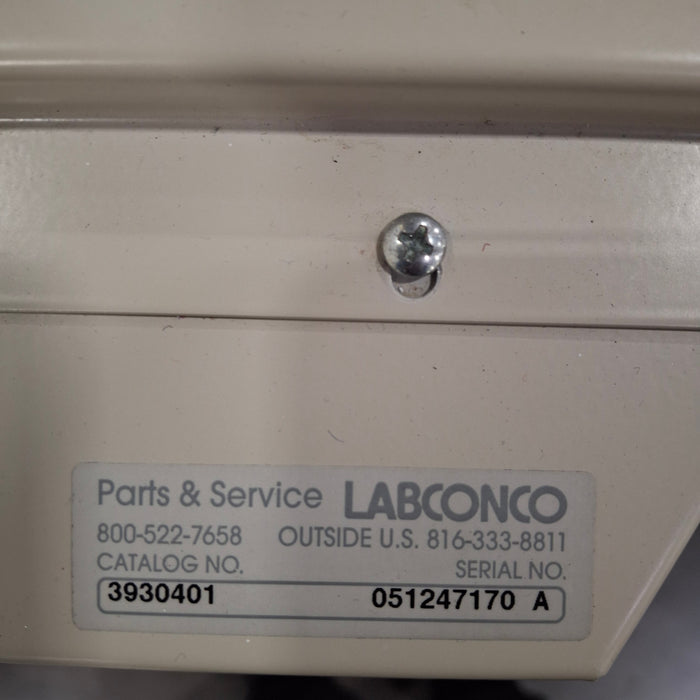 Parts & Service LABCONCO
800-522-7658 OUTSIDE U.S. 816-333-8811
CATALOG NO. SERIAL NO.
3930401 051247170 A